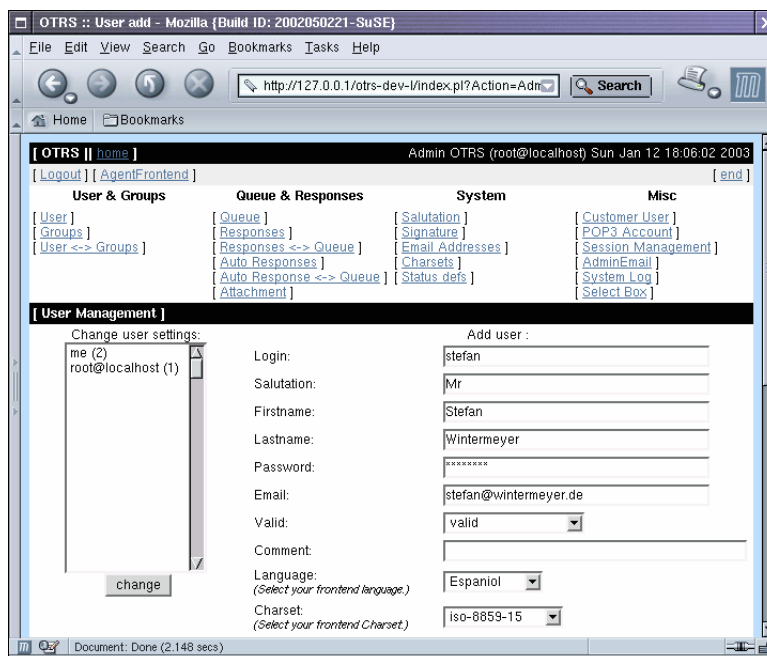 OTRS :: User add - Mozilla {Build ID: 2002050221-SuSE}
File Edit View Search Go Bookmarks Tasks Help
http://127.0.0.1/otrs-dev-l/index.pl?Action=Adm Search
Home Bookmarks
[ OTRS || home ] Admin OTRS (root@localhost) Sun Jan 12 18:06:02 2003
[ Logout ] [ AgentFrontend ] [ end ]
User & Groups Queue & Responses System Misc
[ User ] [ Queue ] [ Salutation ] [ Customer User ]
[ Groups ] [ Responses ] [ Signature ] [ POP3 Account ]
[ User <-> Groups ] [ Responses <-> Queue ] [ Email Addresses ] [ Session Management ]
[ Auto Responses ] [ Charsets ] [ AdminEmail ]
[ Auto Response <-> Queue ] [ Status defs ] [ System Log ]
[ Attachment ] [ Select Box ]
[ User Management ]
Change user settings: Add user :
me (2)
root@localhost (1)
change
Login: stefan
Salutation: Mr
Firstname: Stefan
Lastname: Wintermeyer
Password: ********
Email: stefan@wintermeyer.de
Valid: valid
Comment:
Language: Espaniol
(Select your frontend language.)
Charset: iso-8859-15
(Select your frontend Charset.)
Document: Done (2.148 secs)